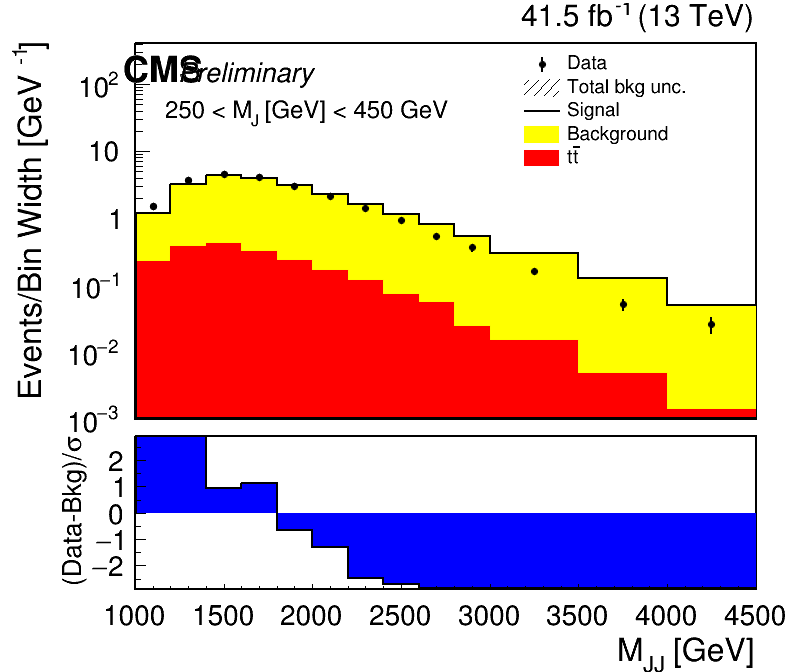 41.5 fb⁻¹ (13 TeV)
CMS Preliminary
250 < M_J [GeV] < 450 GeV
Data
Total bkg unc.
Signal
Background
tt̄
Events/Bin Width [GeV⁻¹]
10²
10
1
10⁻¹
10⁻²
10⁻³
(Data-Bkg)/σ
2
1
0
−1
−2
1000 1500 2000 2500 3000 3500 4000 4500
M_JJ [GeV]